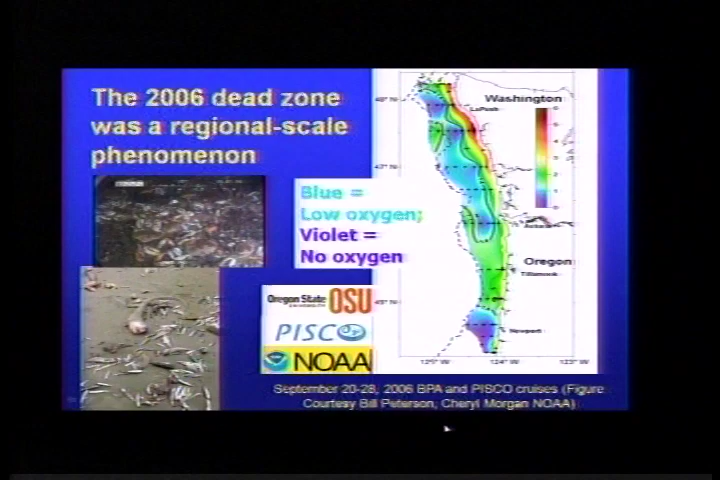 The 2006 dead zone
was a regional-scale
phenomenon
Blue =
Low oxygen;
Violet =
No oxygen
Oregon State
OSU
PISCO
NOAA
Washington
LaPush
47° N
Astoria
Oregon
Tillamook
Newport
124° W
September 20-28, 2006 BPA and PISCO cruises (Figure
Courtesy Bill Peterson, Cheryl Morgan NOAA)